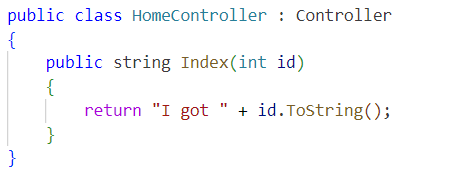 public class HomeController : Controller
{
    public string Index(int id)
    {
        return "I got " + id.ToString();
    }
}